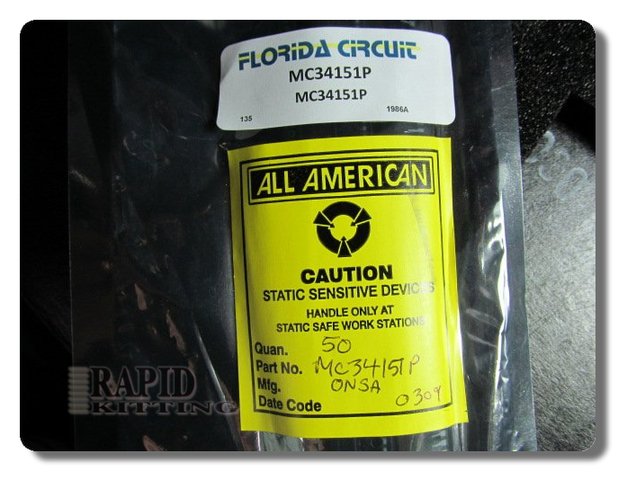 FLORIDA CIRCUIT
MC34151P
MC34151P
135 1986A
ALL AMERICAN
CAUTION
STATIC SENSITIVE DEVICES
HANDLE ONLY AT
STATIC SAFE WORK STATIONS
Quan. 50
Part No. MC34151P
Mfg. ONSA
Date Code 0309
RAPID
KITTING